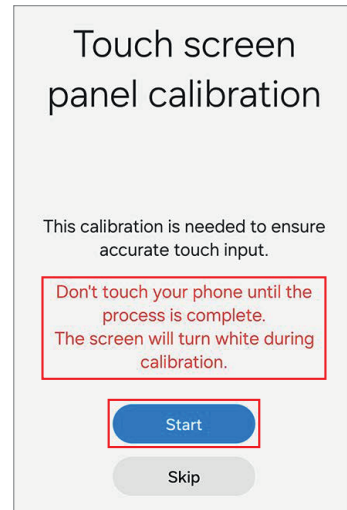 Touch screen
panel calibration
This calibration is needed to ensure
accurate touch input.
Don't touch your phone until the
process is complete.
The screen will turn white during
calibration.
Start
Skip